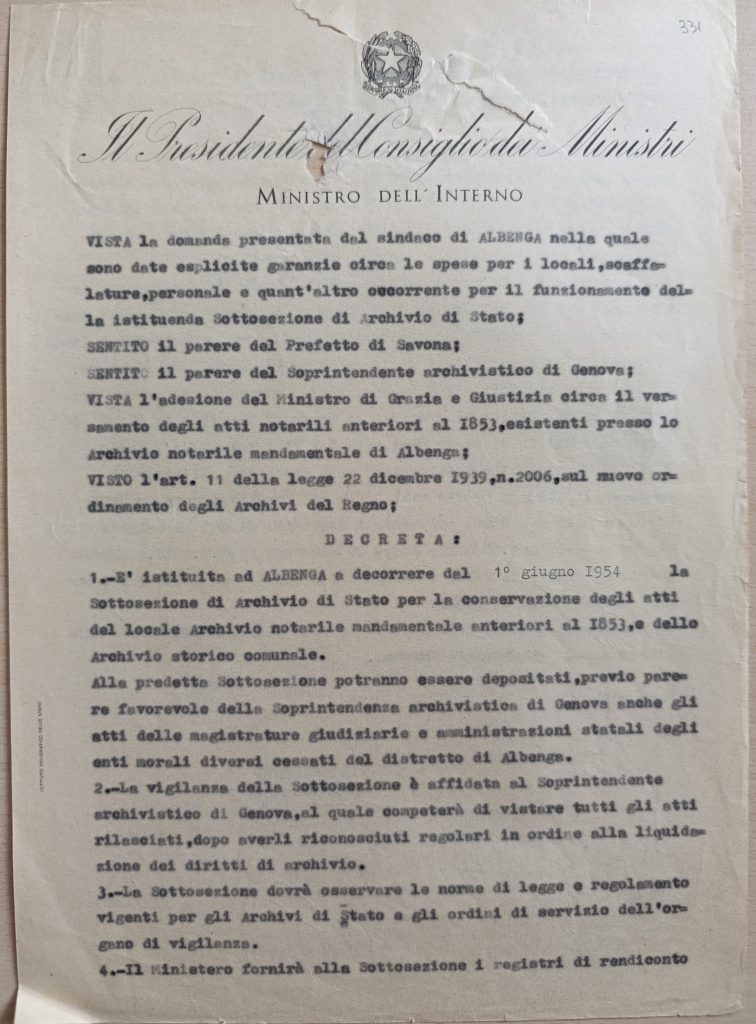 331
Il Presidente del Consiglio dei Ministri
MINISTRO DELL'INTERNO
VISTA la domanda presentata dal sindaco di ALBENGA nella quale
sono date esplicite garanzie circa le spese per i locali,scaffa=
lature,personale e quant'altro occorrente per il funzionamento del=
la istituenda Sottosezione di Archivio di Stato;
SENTITO il parere del Prefetto di Savona;
SENTITO il parere del Soprintendente archivistico di Genova;
VISTA l'adesione del Ministro di Grazia e Giustizia circa il ver=
samento degli atti notarili anteriori al I853,esistenti presso lo
Archivio notarile mandamentale di Albenga;
VISTO l'art. 11 della legge 22 dicembre I939,n.2006,sul nuovo or=
dinamento degli Archivi del Regno;
D E C R E T A :
1.-E' istituita ad ALBENGA a decorrere dal 1° giugno I954 la
Sottosezione di Archivio di Stato per la conservazione degli atti
del locale Archivio notarile mandamentale anteriori al I853,e dello
Archivio storico comunale.
Alla predetta Sottosezione potranno essere depositati,previo pare=
re favorevole della Soprintendenza archivistica di Genova anche gli
atti delle magistrature giudiziarie e amministrazioni statali degli
enti morali diversi cessati del distretto di Albenga.
2.-La vigilanza della Sottosezione è affidata al Soprintendente
archivistico di Genova,al quale competerà di vistare tutti gli atti
rilasciati,dopo averli riconosciuti regolari in ordine alla liquida=
zione dei diritti di archivio.
3.-La Sottosezione dovrà osservare le norme di legge e regolamento
vigenti per gli Archivi di Stato e gli ordini di servizio dell'or=
gano di vigilanza.
4.-Il Ministero fornirà alla Sottosezione i registri di rendiconto
ISTITUTO POLIGRAFICO DELLO STATO